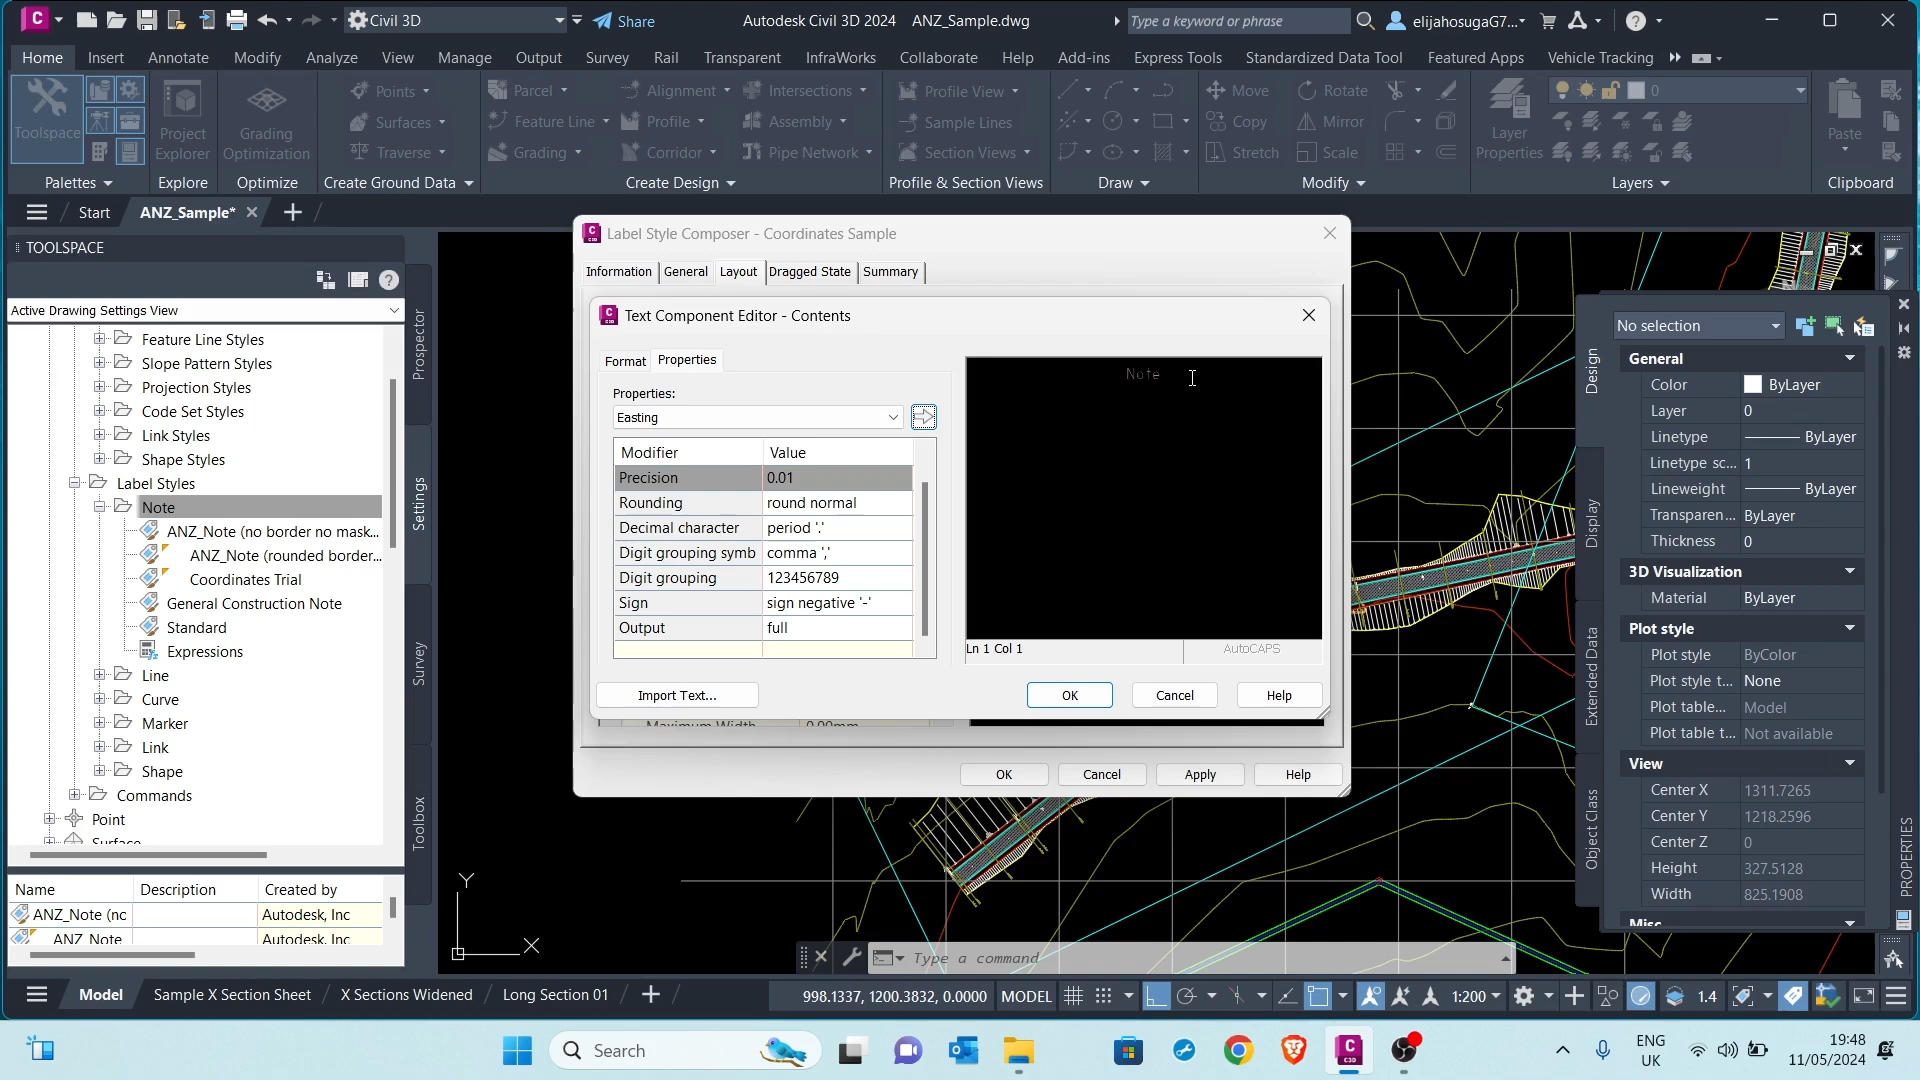 C Civil 3D Share Autodesk Civil 3D 2024 ANZ_Sample.dwg Type a keyword or phrase elijahosugaG7... ?
Home Insert Annotate Modify Analyze View Manage Output Survey Rail Transparent InfraWorks Collaborate Help Add-ins Express Tools Standardized Data Tool Featured Apps Vehicle Tracking
Toolspace
Project Explorer
Grading Optimization
Points Surfaces Traverse
Parcel Feature Line Grading
Alignment Profile Corridor
Intersections Assembly Pipe Network
Profile View Sample Lines Section Views
Move Copy Stretch
Rotate Mirror Scale
Layer Properties
0
Paste
Palettes Explore Optimize Create Ground Data Create Design Profile & Section Views Draw Modify Layers Clipboard
Start ANZ_Sample*
TOOLSPACE
Active Drawing Settings View
Feature Line Styles
Slope Pattern Styles
Projection Styles
Code Set Styles
Link Styles
Shape Styles
Label Styles
Note
ANZ_Note (no border no mask...
ANZ_Note (rounded border...
Coordinates Trial
General Construction Note
Standard
Expressions
Line
Curve
Marker
Link
Shape
Commands
Point
Surface
Prospector
Settings
Survey
Toolbox
Name Description Created by
ANZ_Note (nc Autodesk, Inc
ANZ_Note Autodesk, Inc
Label Style Composer - Coordinates Sample
Information General Layout Dragged State Summary
Text Component Editor - Contents
Format Properties
Properties:
Easting
Modifier Value
Precision 0.01
Rounding round normal
Decimal character period '.'
Digit grouping symb comma ','
Digit grouping 123456789
Sign sign negative '-'
Output full
Note
Ln 1 Col 1 AutoCAPS
Import Text... OK Cancel Help
Maximum Width 0.00mm
OK Cancel Apply Help
No selection
General
Color ByLayer
Layer 0
Linetype ByLayer
Linetype sc... 1
Lineweight ByLayer
Transparen... ByLayer
Thickness 0
3D Visualization
Material ByLayer
Plot style
Plot style ByColor
Plot style t... None
Plot table... Model
Plot table t... Not available
View
Center X 1311.7265
Center Y 1218.2596
Center Z 0
Height 327.5128
Width 825.1908
Misc
Design
Display
Extended Data
Object Class
PROPERTIES
Y
X
Type a command
Model Sample X Section Sheet X Sections Widened Long Section 01 998.1337, 1200.3832, 0.0000 MODEL 1:200 1.4
Search
ENG
UK
19:48
11/05/2024